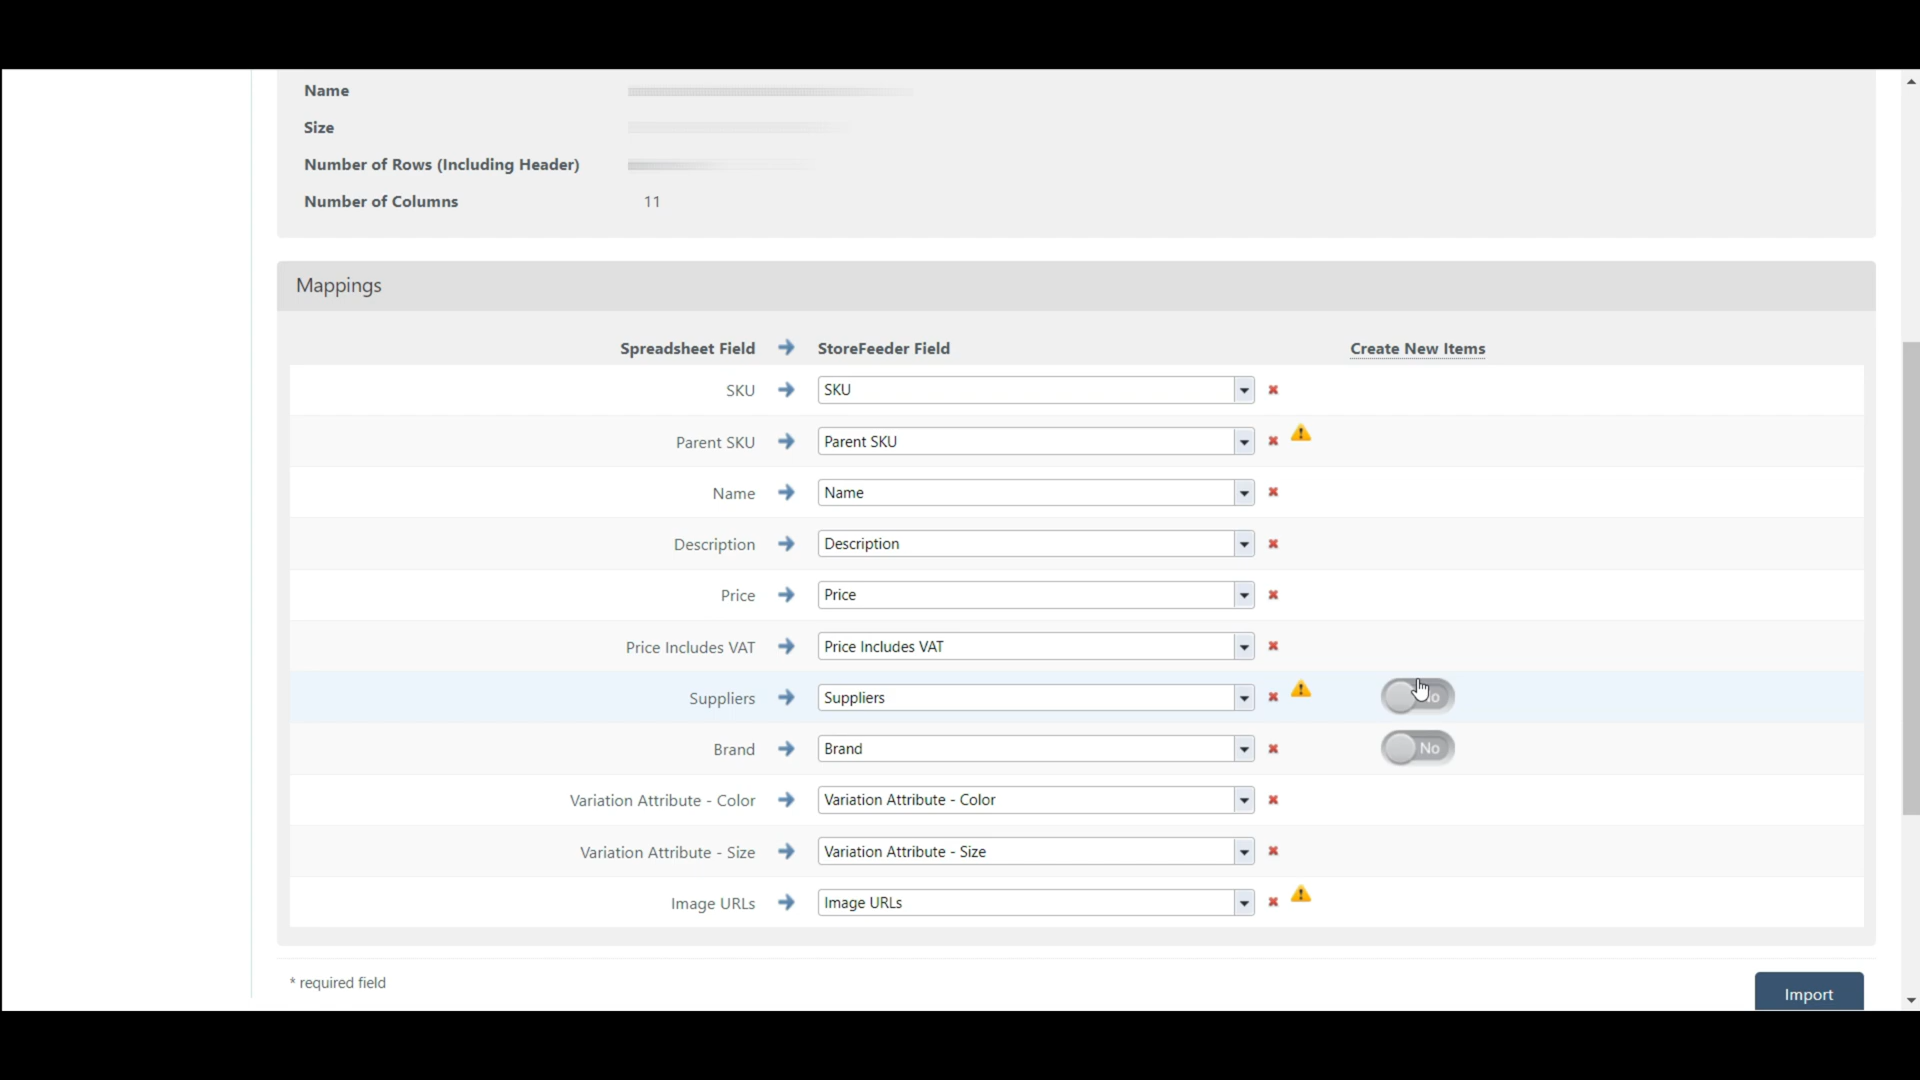 Name
Size
Number of Rows (Including Header)
Number of Columns 11
Mappings
Spreadsheet Field StoreFeeder Field Create New Items
SKU SKU
Parent SKU Parent SKU
Name Name
Description Description
Price Price
Price Includes VAT Price Includes VAT
Suppliers Suppliers
Brand Brand No
Variation Attribute - Color Variation Attribute - Color
Variation Attribute - Size Variation Attribute - Size
Image URLs Image URLs
* required field
Import